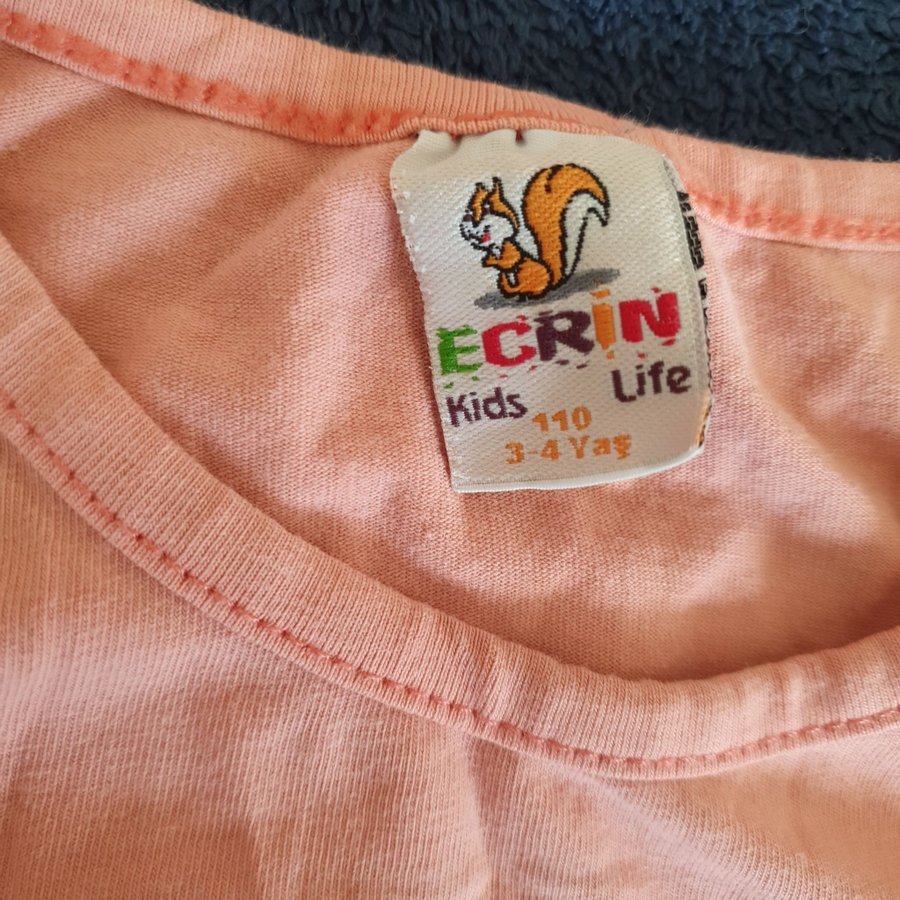 ECRIN
Kids Life
110
3-4 Yaş